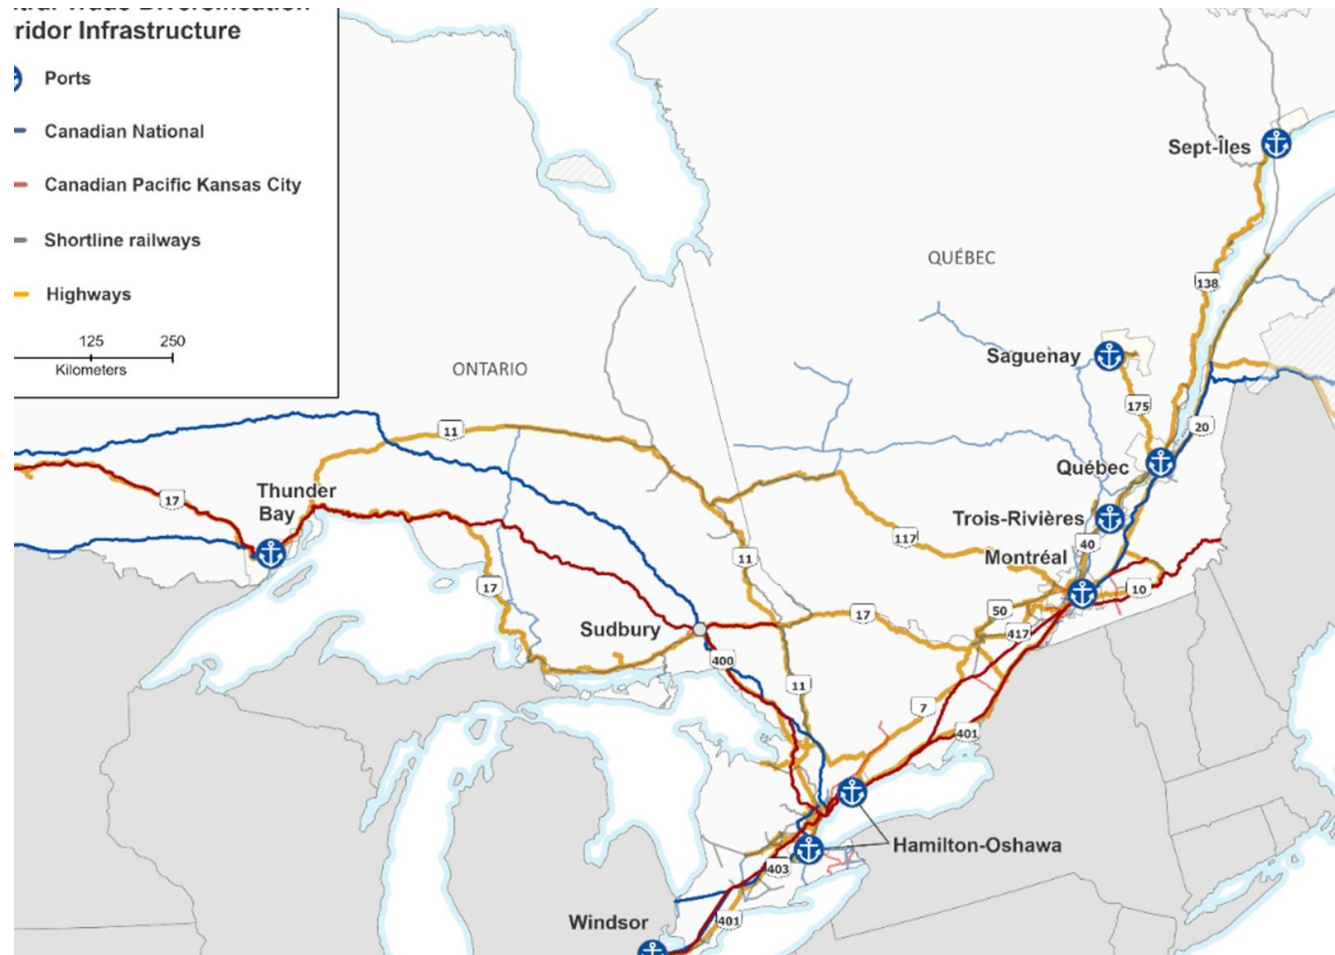 ridor Infrastructure
Ports
Canadian National
Canadian Pacific Kansas City
Shortline railways
Highways
125 250
Kilometers
Sept-Îles
QUÉBEC
138
Saguenay
ONTARIO
175
11
20
Québec
17
Thunder
Bay
Trois-Rivières
117
40
Montréal
11
17
10
50
17
Sudbury
417
400
11
7
401
Hamilton-Oshawa
403
401
Windsor